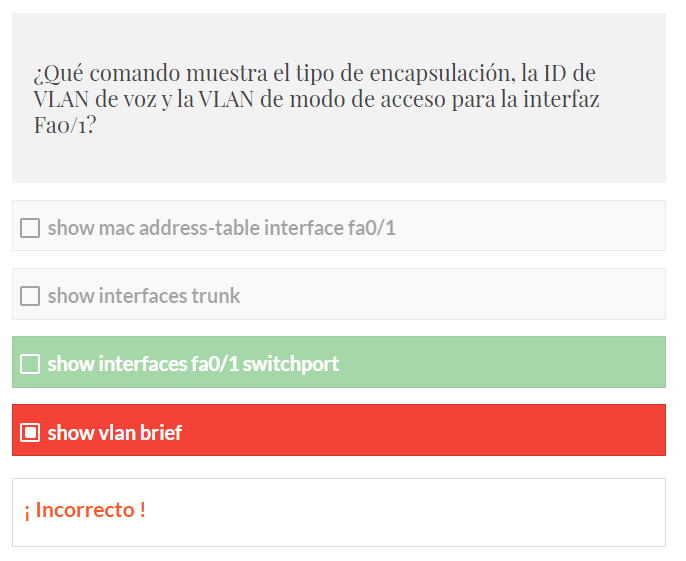 ¿Qué comando muestra el tipo de encapsulación, la ID de
VLAN de voz y la VLAN de modo de acceso para la interfaz
Fa0/1?
show mac address-table interface fa0/1
show interfaces trunk
show interfaces fa0/1 switchport
show vlan brief
¡ Incorrecto !